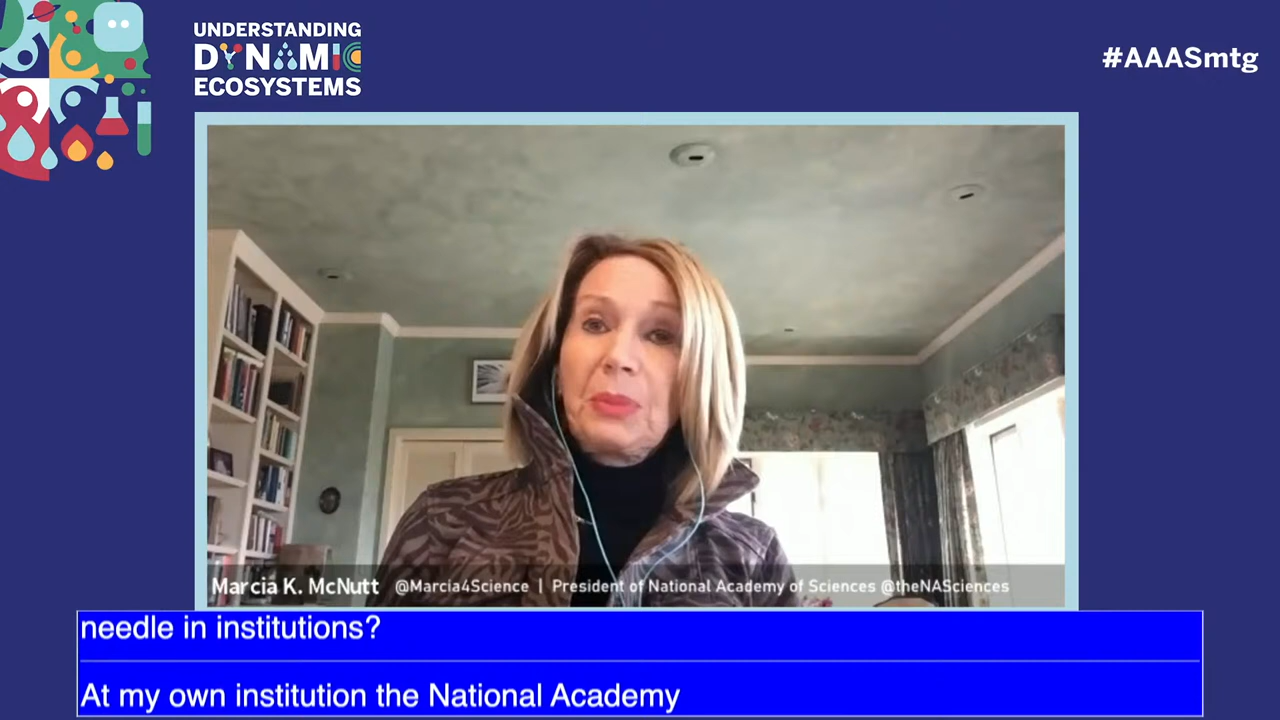 UNDERSTANDING
DYNAMIC
ECOSYSTEMS
#AAASmtg
Marcia K. McNutt @Marcia4Science | President of National Academy of Sciences @theNASciences
needle in institutions?
At my own institution the National Academy